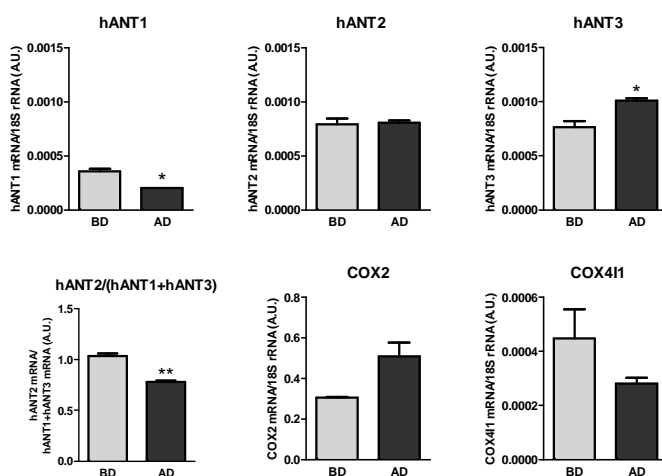 hANT1
hANT1 mRNA/18S rRNA (A.U.)
0.0015
0.0010
0.0005
0.0000
*
BD AD
hANT2
hANT2 mRNA/18S rRNA (A.U.)
0.0015
0.0010
0.0005
0.0000
BD AD
hANT3
hANT3 mRNA/18S rRNA (A.U.)
0.0015
0.0010
0.0005
0.0000
*
BD AD
hANT2/(hANT1+hANT3)
hANT2 mRNA/
hANT1+hANT3 mRNA (A.U.)
1.5
1.0
0.5
0.0
**
BD AD
COX2
COX2 mRNA/18S rRNA (A.U.)
0.8
0.6
0.4
0.2
0.0
BD AD
COX4I1
COX4I1 mRNA/18S rRNA (A.U.)
0.0006
0.0004
0.0002
0.0000
BD AD